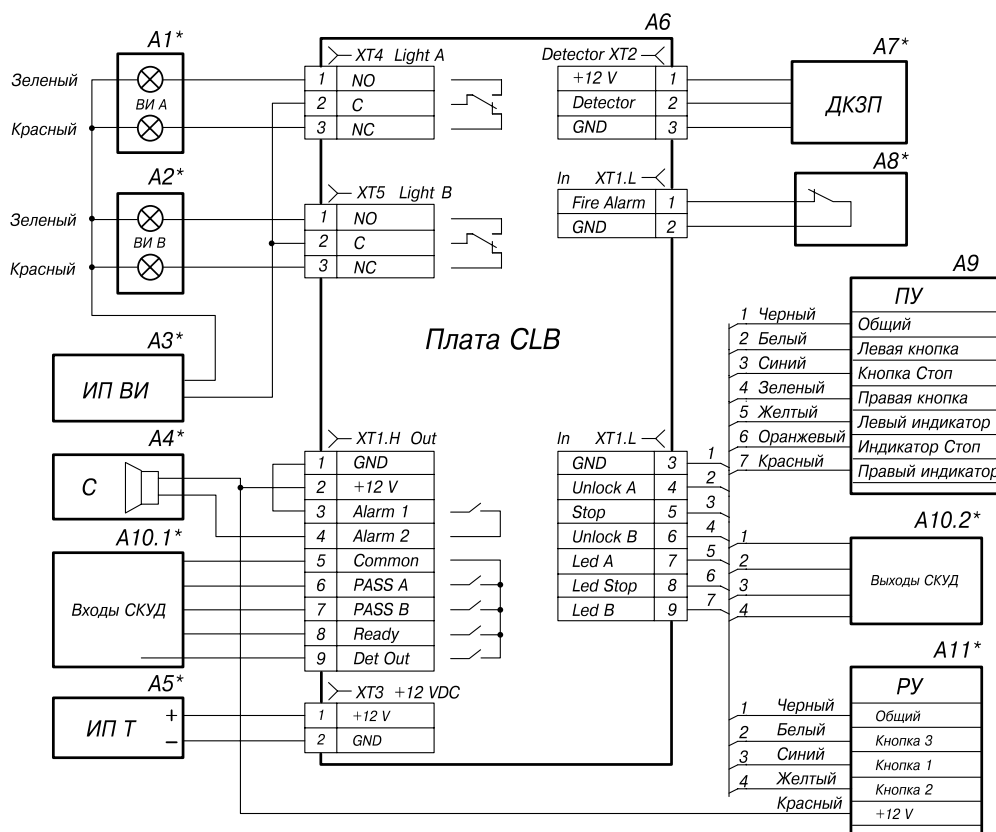 A1*
Зеленый
ВИ А
Красный
A2*
Зеленый
ВИ В
Красный
A3*
ИП ВИ
A4*
С
A10.1*
Входы СКУД
A5*
ИП Т
+
−
A6
XT4 Light A
1 NO
2 C
3 NC
XT5 Light B
1 NO
2 C
3 NC
Плата CLB
XT1.H Out
1 GND
2 +12 V
3 Alarm 1
4 Alarm 2
5 Common
6 PASS A
7 PASS B
8 Ready
9 Det Out
XT3 +12 VDC
1 +12 V
2 GND
Detector XT2
+12 V 1
Detector 2
GND 3
In XT1.L
Fire Alarm 1
GND 2
In XT1.L
GND 3 1
Unlock A 4 2
Stop 5 3
Unlock B 6 4
Led A 7 5
Led Stop 8 6
Led B 9 7
A7*
ДКЗП
A8*
A9
ПУ
1 Черный Общий
2 Белый Левая кнопка
3 Синий Кнопка Стоп
4 Зеленый Правая кнопка
5 Желтый Левый индикатор
6 Оранжевый Индикатор Стоп
7 Красный Правый индикатор
A10.2*
1
2
3
4
Выходы СКУД
A11*
РУ
1 Черный Общий
2 Белый Кнопка 3
3 Синий Кнопка 1
4 Желтый Кнопка 2
Красный +12 V